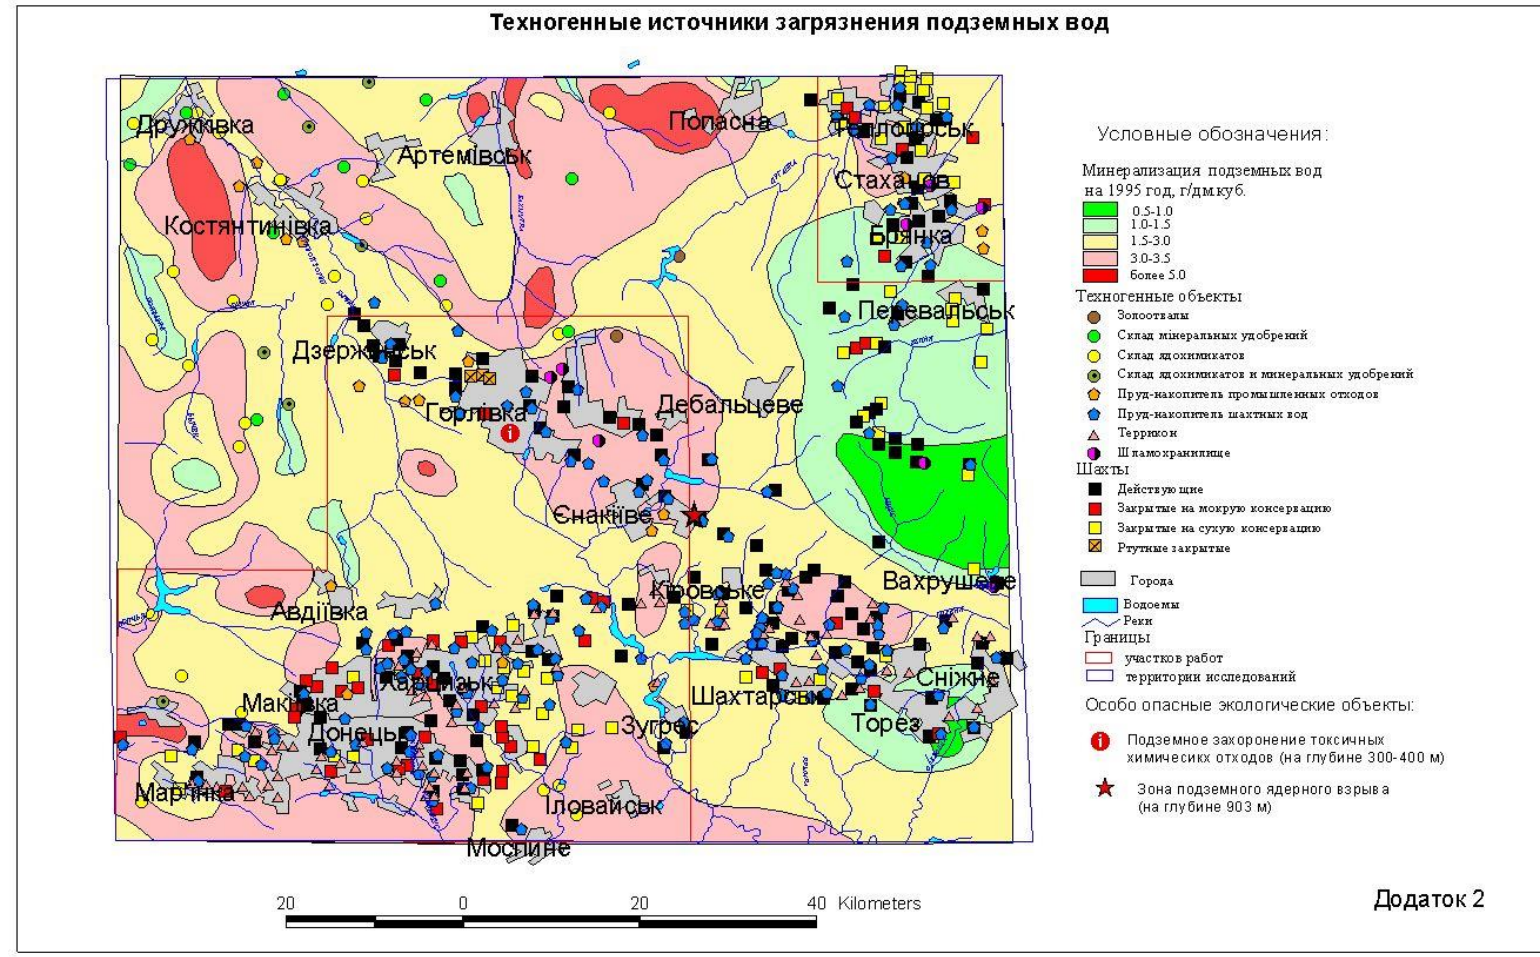 Техногенные источники загрязнения подземных вод
Дружківка
Артемівськ
Попасна
Теплогорськ
Стаханов
Костянтинівка
Брянка
Перевальськ
Дзержинськ
Горлівка
Дебальцеве
Єнакієве
Кіровське
Вахрушеве
Авдіївка
Харцизськ
Макіївка
Донецьк
Шахтарськ
Сніжне
Зугрес
Торез
Мар'їнка
Іловайськ
Моспине
20 0 20 40 Kilometers
Условные обозначения:
Минерализация подземных вод
на 1995 год, г/дм.куб.
0.5-1.0
1.0-1.5
1.5-3.0
3.0-3.5
более 5.0
Техногенные объекты
Золоотвалы
Склад мінеральных удобрений
Склад ядохимикатов
Склад ядохимикатов и минеральных удобрений
Пруд-накопитель промышленных отходов
Пруд-накопитель шахтных вод
Террикон
Шламохранилище
Шахты
Действующие
Закрытые на мокрую консервацию
Закрытые на сухую консервацию
Ртутные закрытые
Города
Водоемы
Реки
Границы
участков работ
территории исследований
Особо опасные экологические объекты:
Подземное захоронение токсичных
химичесикх отходов (на глубине 300-400 м)
Зона подземного ядерного взрыва
(на глубине 903 м)
Додаток 2